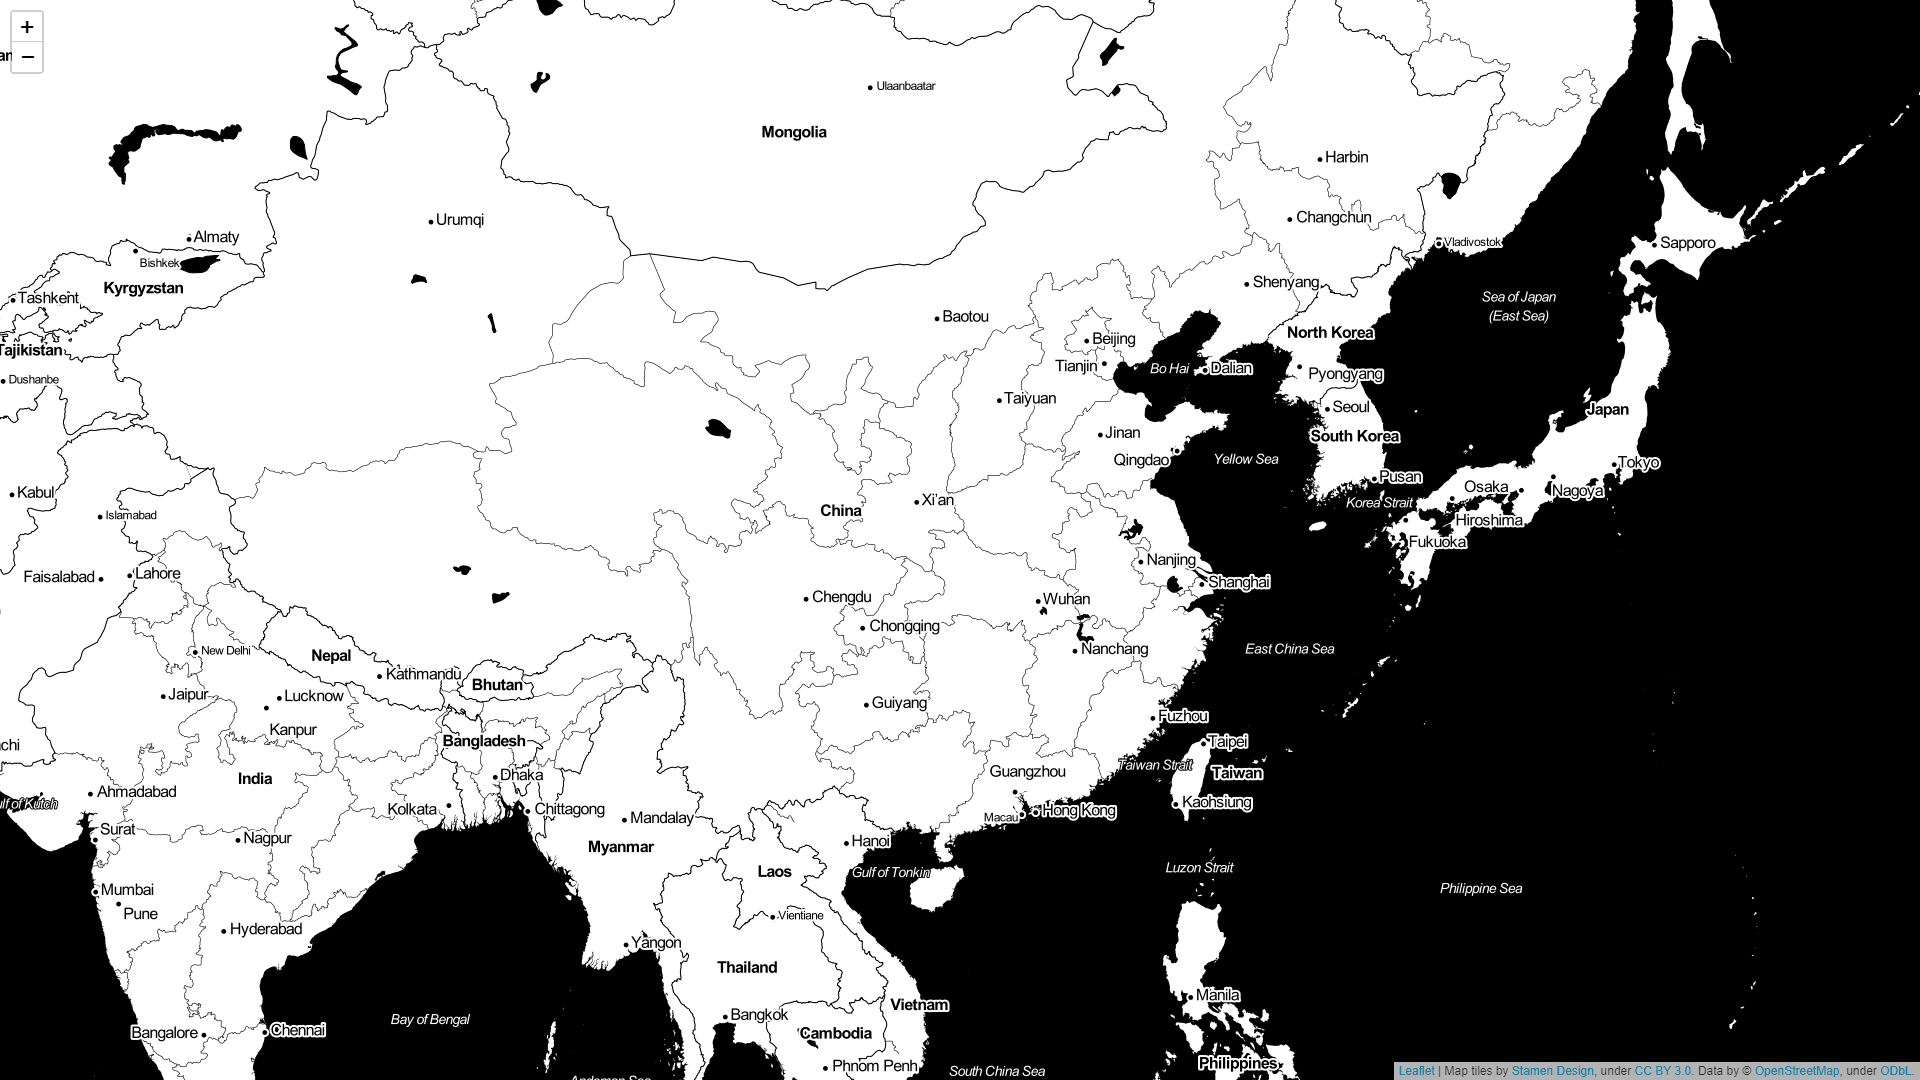 +
−
Ulaanbaatar
Mongolia
Harbin
Changchun
Urumqi
Almaty
Bishkek
Kyrgyzstan
Tashkent
Tajikistan
Dushanbe
Vladivostok
Sapporo
Shenyang
Sea of Japan
(East Sea)
Baotou
Beijing
Tianjin
Bo Hai
Dalian
North Korea
Pyongyang
Taiyuan
Seoul
South Korea
Japan
Jinan
Qingdao
Yellow Sea
Pusan
Korea Strait
Tokyo
Osaka
Nagoya
Hiroshima
Fukuoka
Kabul
Islamabad
China
Xi'an
Faisalabad
Lahore
Nanjing
Shanghai
Chengdu
Wuhan
Chongqing
Nanchang
East China Sea
New Delhi
Nepal
Kathmandu
Bhutan
Jaipur
Lucknow
Kanpur
Guiyang
Fuzhou
Taipei
Taiwan Strait
Taiwan
Kaohsiung
chi
Bangladesh
India
Dhaka
Ahmadabad
lf of Kutch
Kolkata
Chittagong
Mandalay
Guangzhou
Macau
Hong Kong
Surat
Nagpur
Myanmar
Hanoi
Laos
Gulf of Tonkin
Luzon Strait
Philippine Sea
Mumbai
Pune
Hyderabad
Vientiane
Yangon
Thailand
Vietnam
Manila
Bay of Bengal
Bangkok
Bangalore
Chennai
Cambodia
Phnom Penh
South China Sea
Philippines
Andaman Sea
Leaflet | Map tiles by Stamen Design, under CC BY 3.0. Data by © OpenStreetMap, under ODbL.